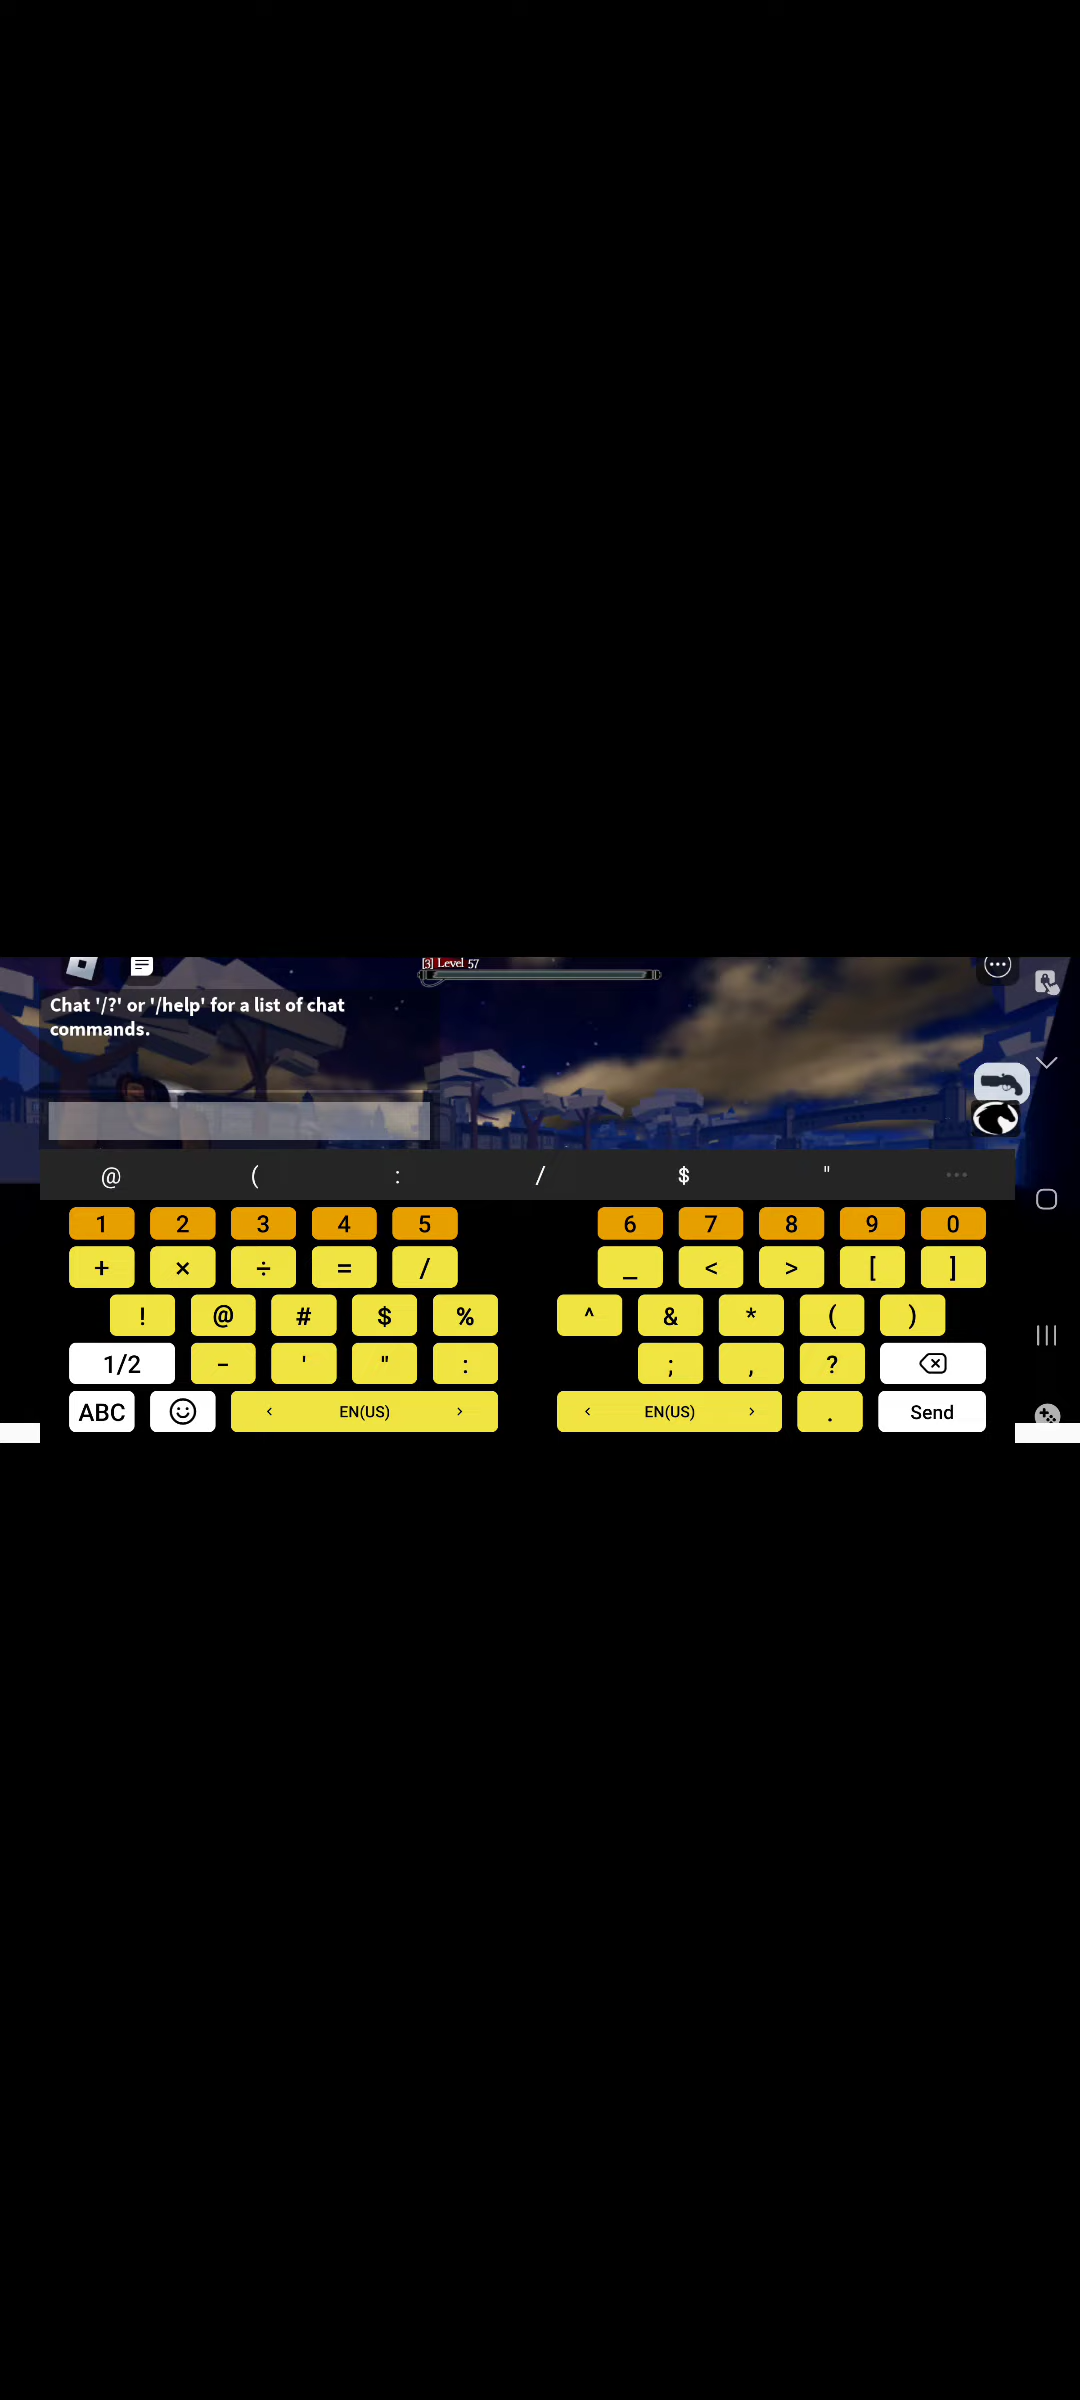 [3] Level 57
Chat '/?' or '/help' for a list of chat
commands.
@ ( : / $ " ...
1 2 3 4 5 6 7 8 9 0
+ × ÷ = / _ < > [ ]
! @ # $ % ^ & * ( )
1/2 - ' " : ; , ?
ABC < EN(US) > < EN(US) > . Send